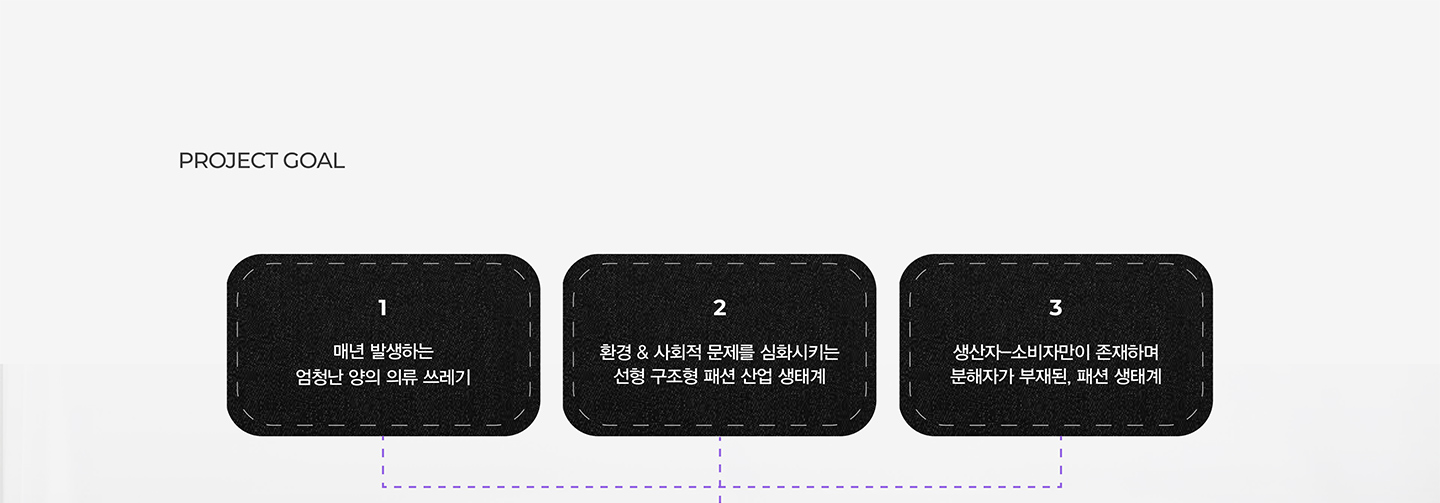 PROJECT GOAL
1
매년 발생하는
엄청난 양의 의류 쓰레기
2
환경 & 사회적 문제를 심화시키는
선형 구조형 패션 산업 생태계
3
생산자–소비자만이 존재하며
분해자가 부재된, 패션 생태계